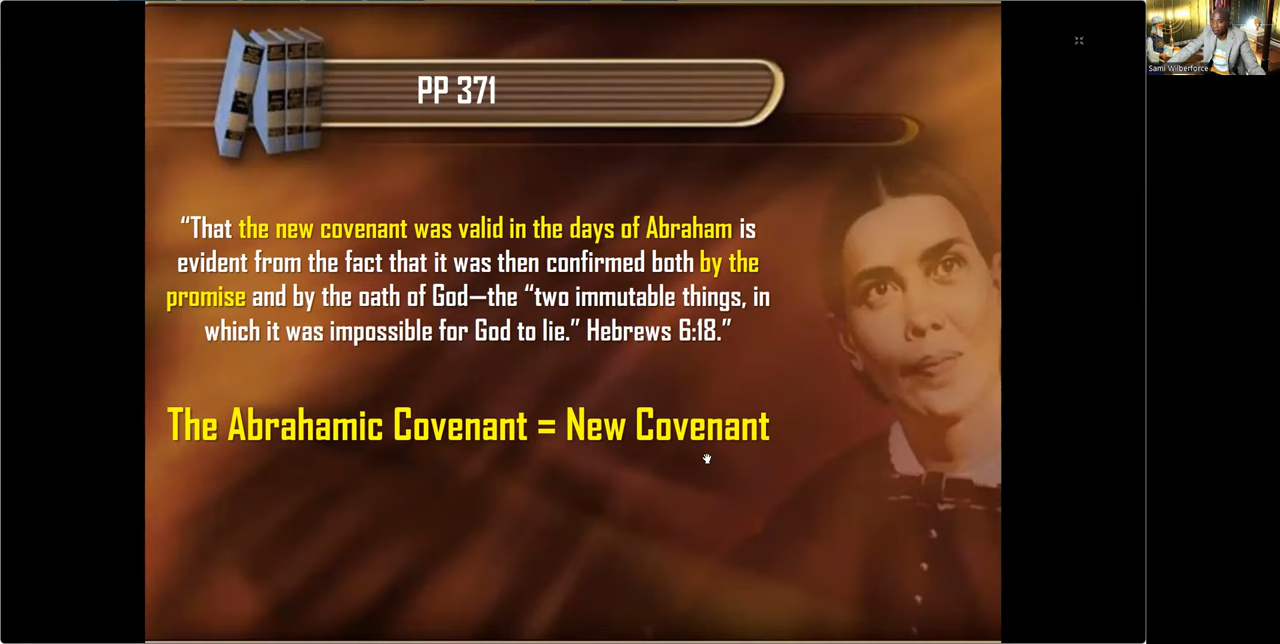 PP 371
“That the new covenant was valid in the days of Abraham is
evident from the fact that it was then confirmed both by the
promise and by the oath of God—the “two immutable things, in
which it was impossible for God to lie.” Hebrews 6:18.”
The Abrahamic Covenant = New Covenant
Sami Wilberforce